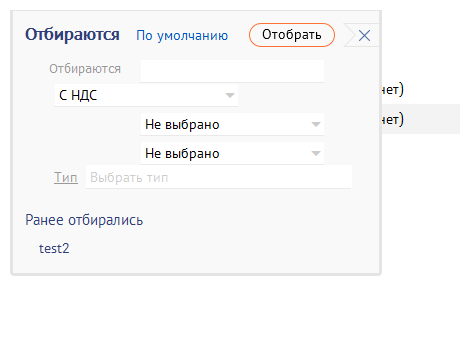 Отбираются По умолчанию Отобрать
Отбираются
С НДС
нет)
нет)
Не выбрано
Не выбрано
Тип Выбрать тип
Ранее отбирались
test2